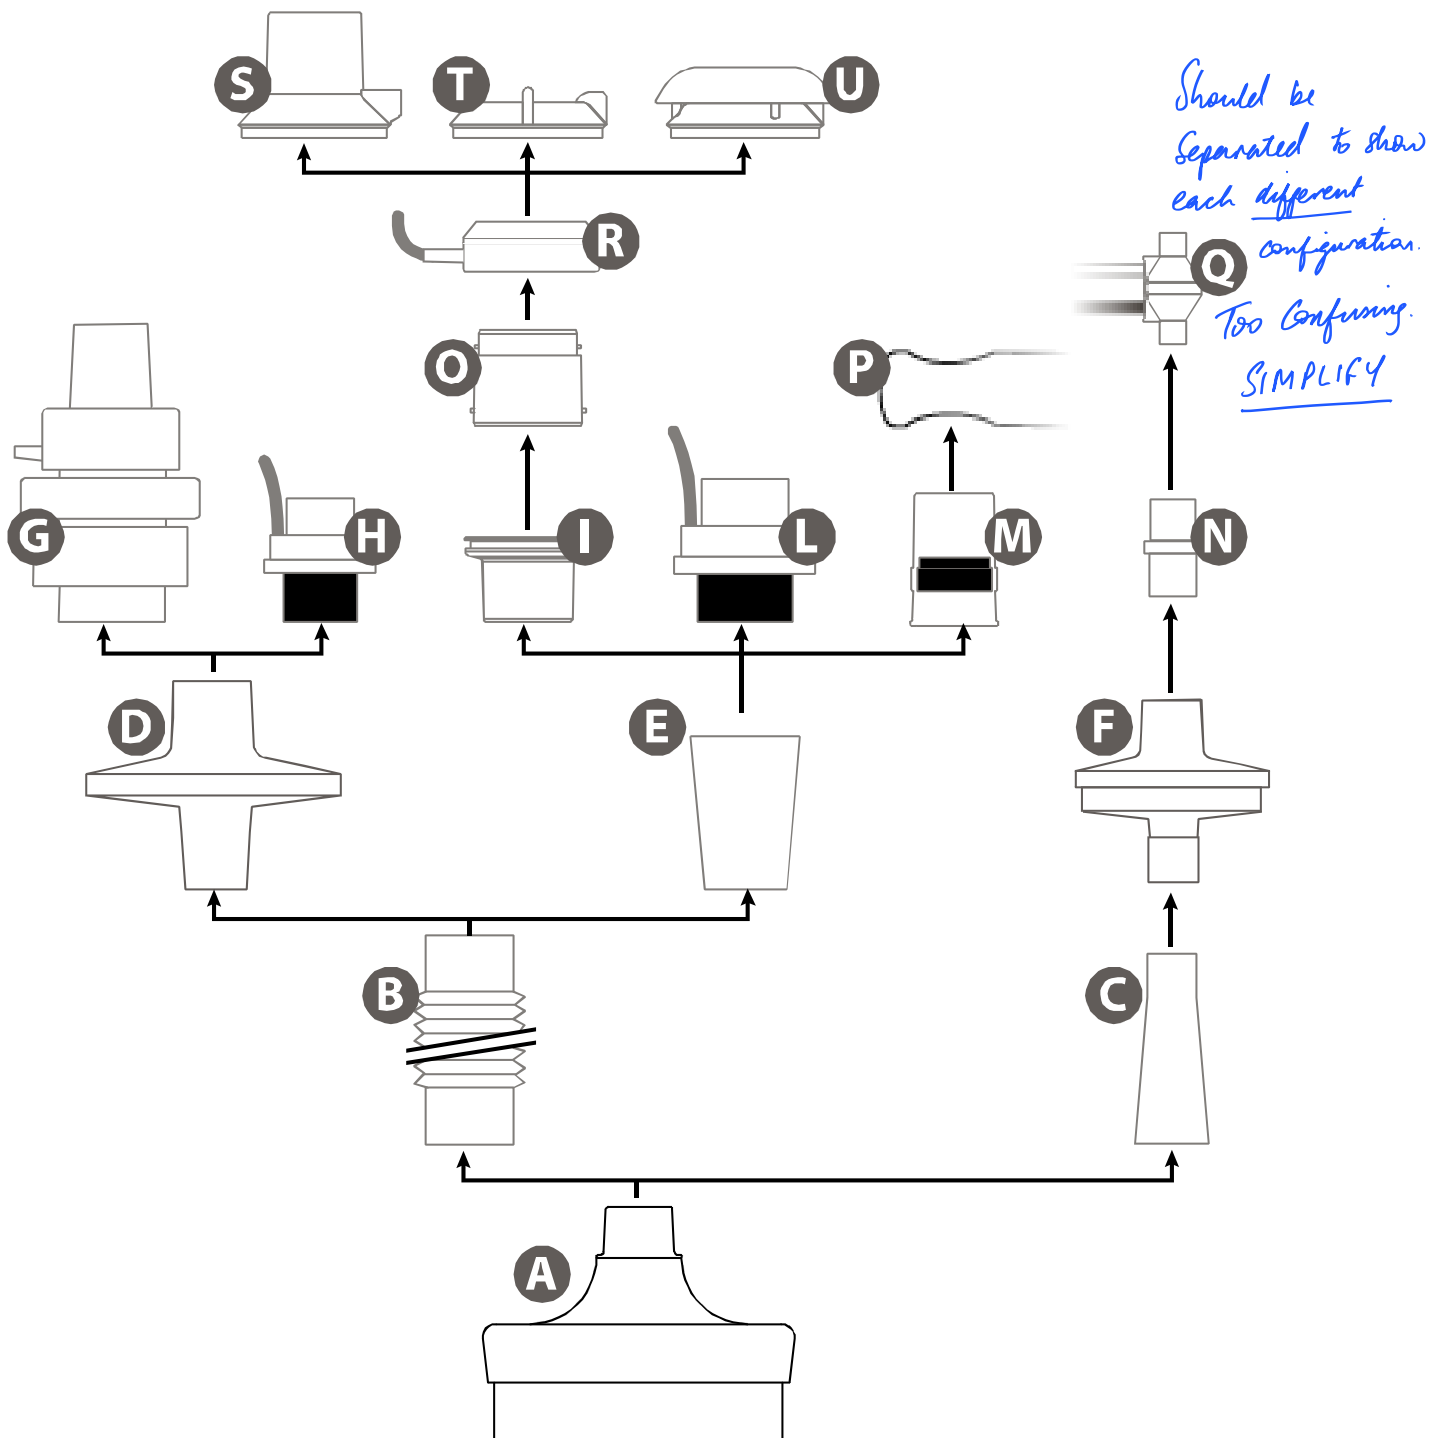 S
T
U
Should be
Separated to show
each different
configuration.
R
Q
Too Confusing.
O
P
SIMPLIFY
G
H
I
L
M
N
D
E
F
B
C
A